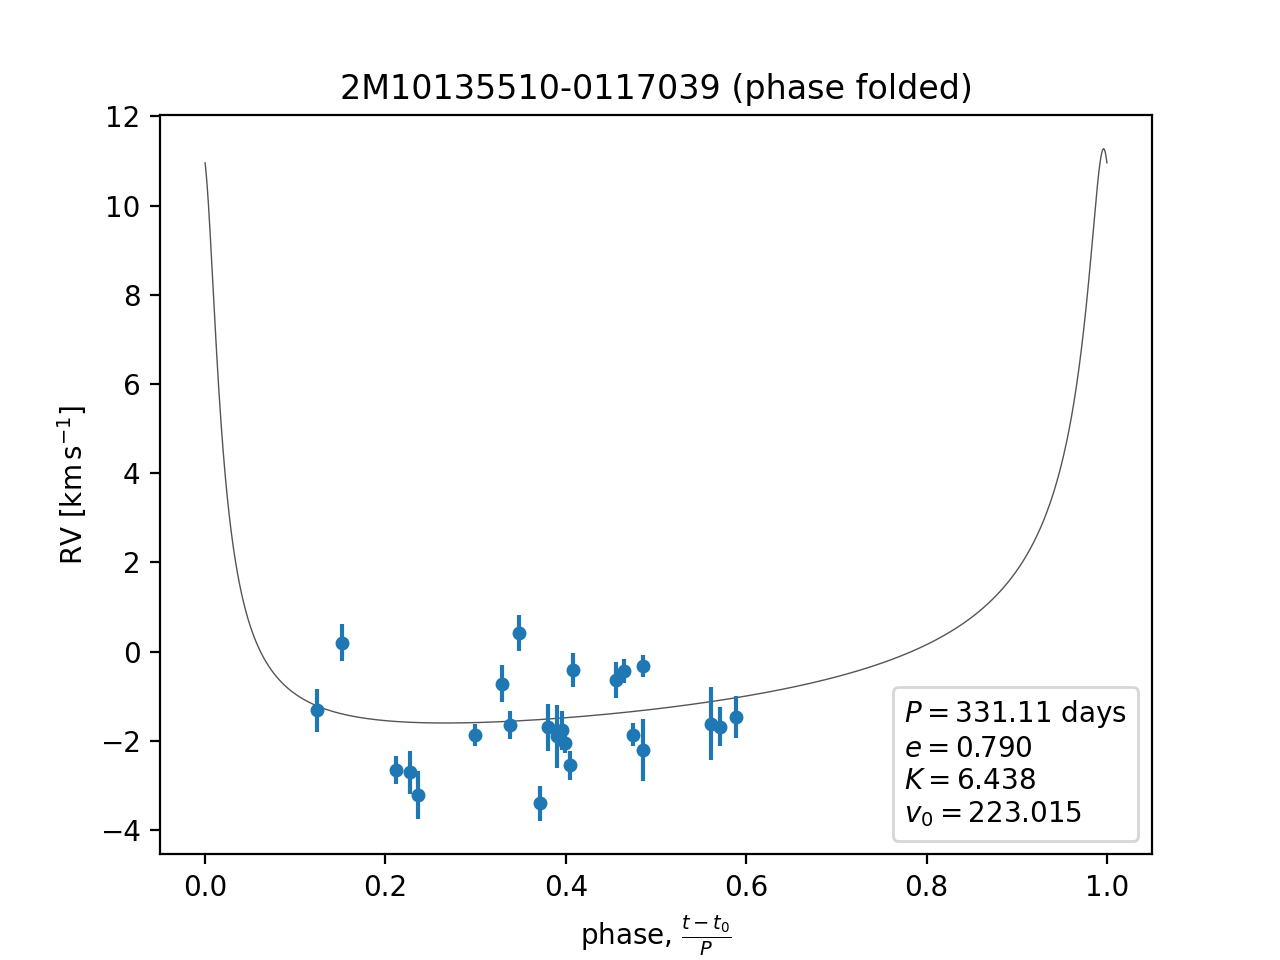 2M10135510-0117039 (phase folded)
12
10
8
6
4
2
0
−2
−4
RV [km s⁻¹]
P = 331.11 days
e = 0.790
K = 6.438
v₀ = 223.015
0.0 0.2 0.4 0.6 0.8 1.0
phase, (t − t₀)/P